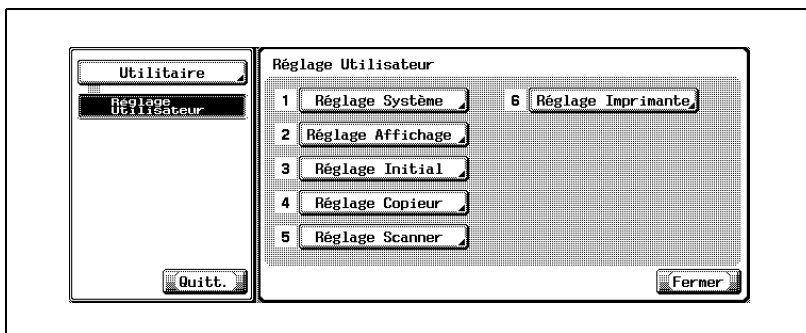 Utilitaire
Réglage
Utilisateur
Quitt.
Réglage Utilisateur
1 Réglage Système
2 Réglage Affichage
3 Réglage Initial
4 Réglage Copieur
5 Réglage Scanner
6 Réglage Imprimante
Fermer